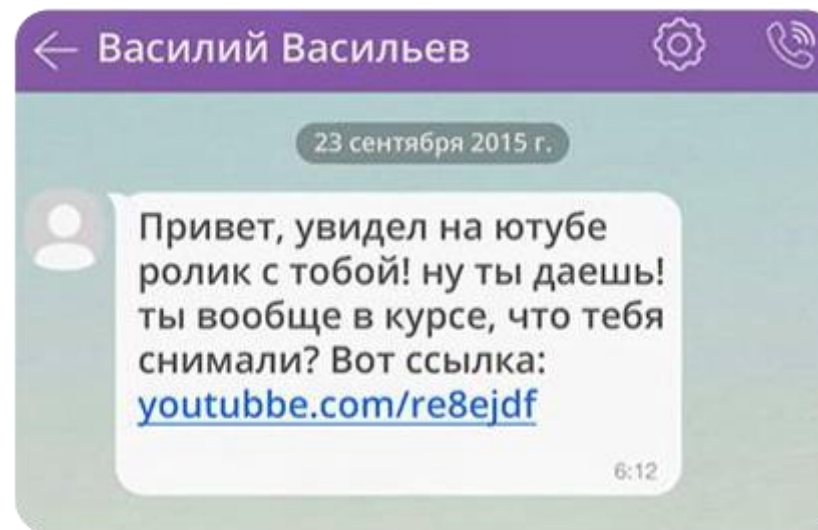 Василий Васильев
23 сентября 2015 г.
Привет, увидел на ютубе
ролик с тобой! ну ты даешь!
ты вообще в курсе, что тебя
снимали? Вот ссылка:
youtubbe.com/re8ejdf
6:12